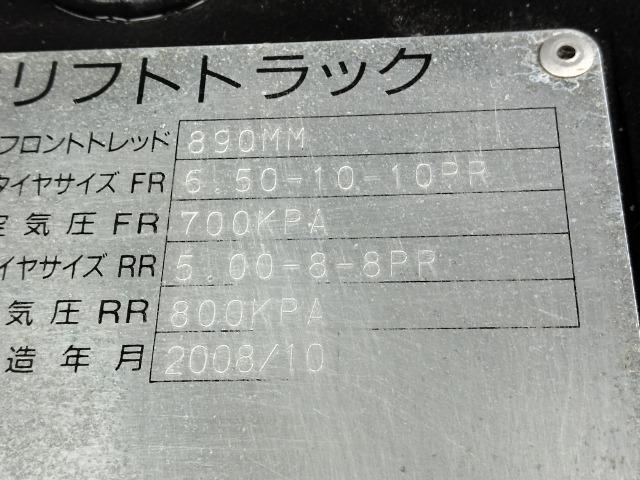 リフトトラック
フロントトレッド 890MM
タイヤサイズ FR 6.50-10-10PR
空気圧 FR 700KPA
イヤサイズ RR 5.00-8-8PR
気圧 RR 800KPA
造年月 2008/10